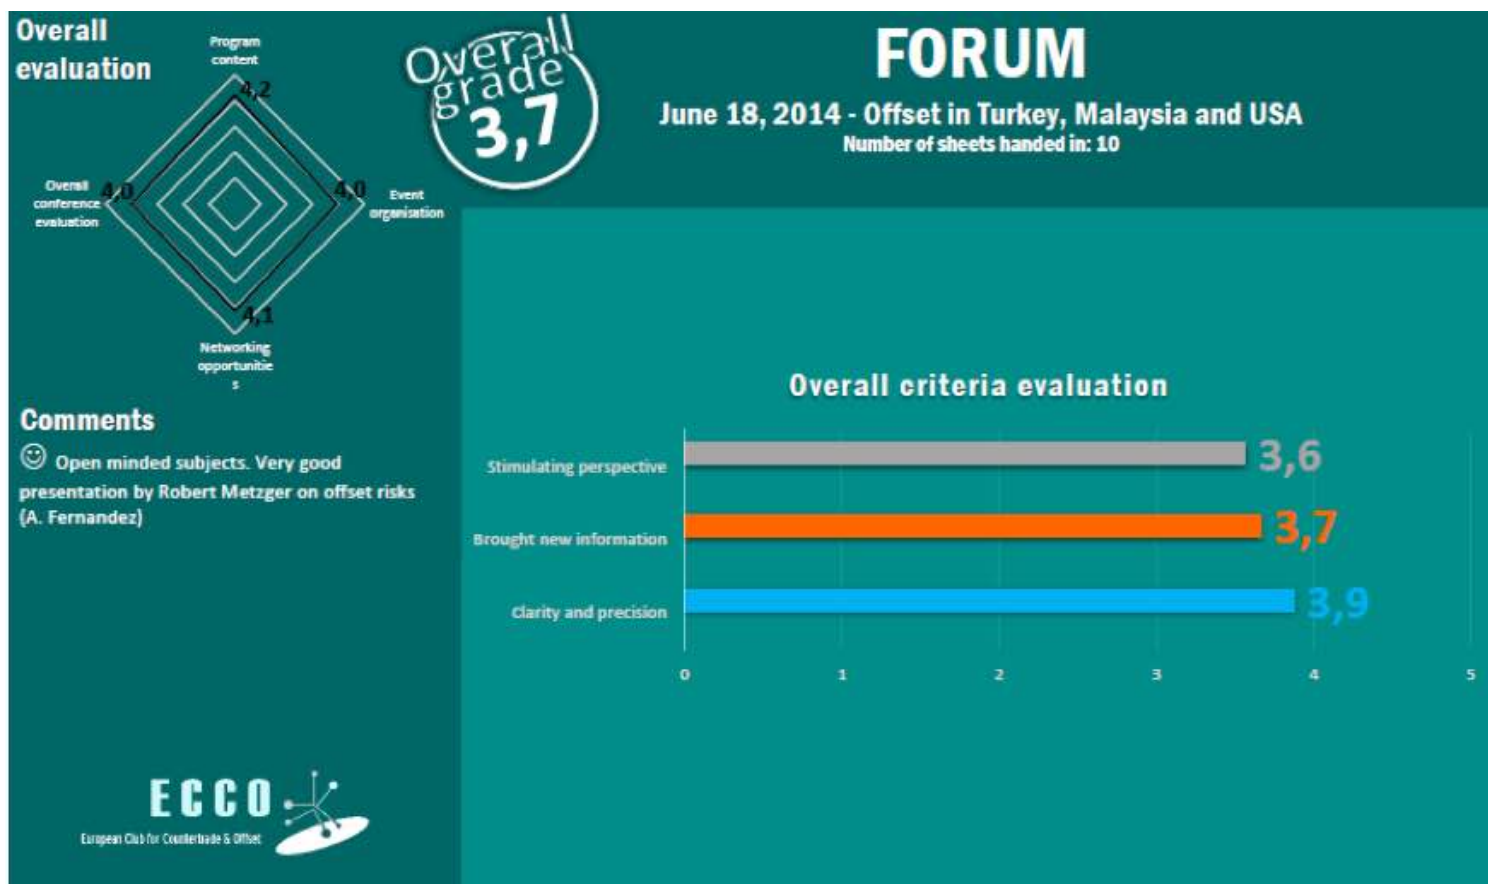 Overall
evaluation
Program
content
4,2
Overall
conference
evaluation
4,0
4,0
Event
organisation
4,1
Networking
opportunitie
s
Overall
grade
3,7
FORUM
June 18, 2014 - Offset in Turkey, Malaysia and USA
Number of sheets handed in: 10
Comments
☺ Open minded subjects. Very good
presentation by Robert Metzger on offset risks
(A. Fernandez)
Overall criteria evaluation
Stimulating perspective
3,6
Brought new information
3,7
Clarity and precision
3,9
0 1 2 3 4 5
ECCO
European Club for Countertrade & Offset